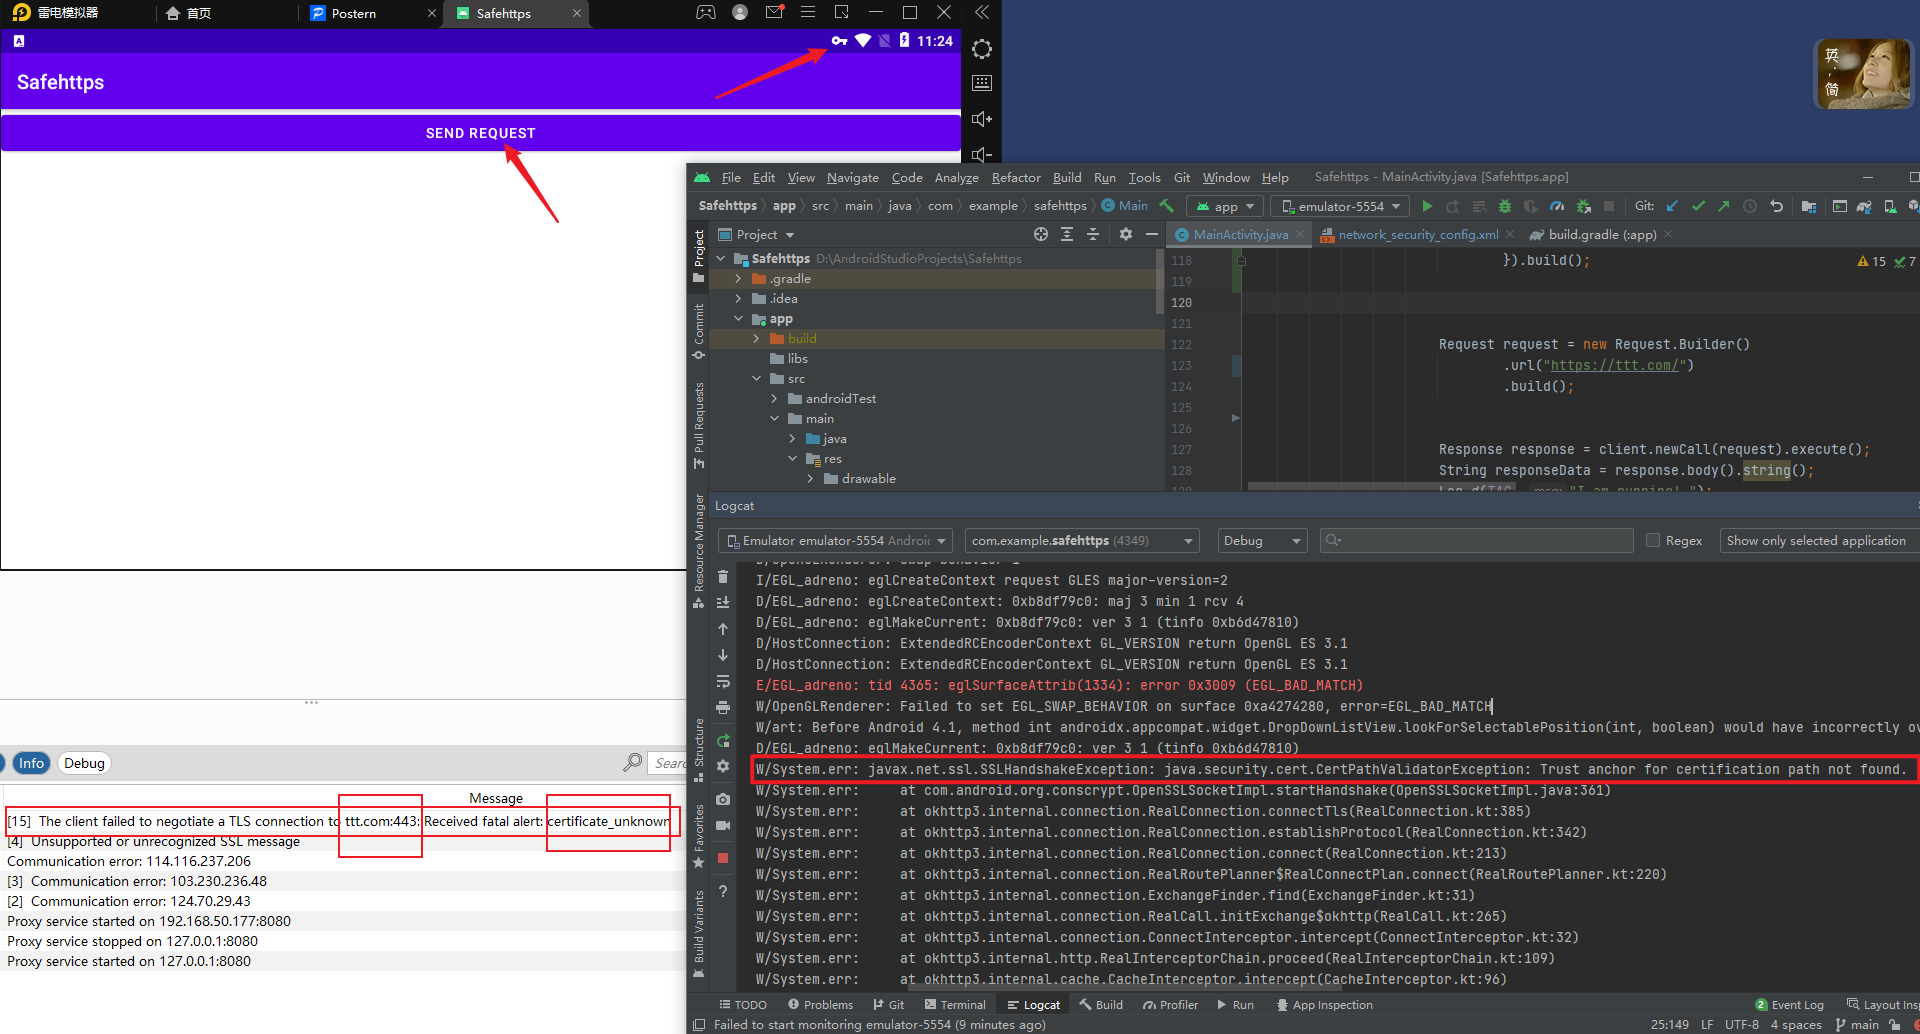 雷电模拟器
首页
Postern
Safehttps
11:24
Safehttps
SEND REQUEST
英 ; 简
File Edit View Navigate Code Analyze Refactor Build Run Tools Git Window Help Safehttps - MainActivity.java [Safehttps.app]
Safehttps app src main java com example safehttps Main app emulator-5554 Git:
Project
MainActivity.java network_security_config.xml build.gradle (:app)
Safehttps D:\AndroidStudioProjects\Safehttps
.gradle
.idea
app
build
libs
src
androidTest
main
java
res
drawable
Project
Commit
Pull Requests
Resource Manager
Structure
Favorites
Build Variants
15 7
118 }).build();
119
120
121
122 Request request = new Request.Builder()
123 .url("https://ttt.com/")
124 .build();
125
126
127 Response response = client.newCall(request).execute();
128 String responseData = response.body().string();
Logcat
Emulator emulator-5554 Android com.example.safehttps (4349) Debug Regex Show only selected application
D/OpenGLRenderer: Swap behavior 1
I/EGL_adreno: eglCreateContext request GLES major-version=2
D/EGL_adreno: eglCreateContext: 0xb8df79c0: maj 3 min 1 rcv 4
D/EGL_adreno: eglMakeCurrent: 0xb8df79c0: ver 3 1 (tinfo 0xb6d47810)
D/HostConnection: ExtendedRCEncoderContext GL_VERSION return OpenGL ES 3.1
D/HostConnection: ExtendedRCEncoderContext GL_VERSION return OpenGL ES 3.1
E/EGL_adreno: tid 4365: eglSurfaceAttrib(1334): error 0x3009 (EGL_BAD_MATCH)
W/OpenGLRenderer: Failed to set EGL_SWAP_BEHAVIOR on surface 0xa4274280, error=EGL_BAD_MATCH
W/art: Before Android 4.1, method int androidx.appcompat.widget.DropDownListView.lookForSelectablePosition(int, boolean) would have incorrectly ov
D/EGL_adreno: eglMakeCurrent: 0xb8df79c0: ver 3 1 (tinfo 0xb6d47810)
W/System.err: javax.net.ssl.SSLHandshakeException: java.security.cert.CertPathValidatorException: Trust anchor for certification path not found.
W/System.err: at com.android.org.conscrypt.OpenSSLSocketImpl.startHandshake(OpenSSLSocketImpl.java:361)
W/System.err: at okhttp3.internal.connection.RealConnection.connectTls(RealConnection.kt:385)
W/System.err: at okhttp3.internal.connection.RealConnection.establishProtocol(RealConnection.kt:342)
W/System.err: at okhttp3.internal.connection.RealConnection.connect(RealConnection.kt:213)
W/System.err: at okhttp3.internal.connection.RealRoutePlanner$RealConnectPlan.connect(RealRoutePlanner.kt:220)
W/System.err: at okhttp3.internal.connection.ExchangeFinder.find(ExchangeFinder.kt:31)
W/System.err: at okhttp3.internal.connection.RealCall.initExchange$okhttp(RealCall.kt:265)
W/System.err: at okhttp3.internal.connection.ConnectInterceptor.intercept(ConnectInterceptor.kt:32)
W/System.err: at okhttp3.internal.http.RealInterceptorChain.proceed(RealInterceptorChain.kt:109)
W/System.err: at okhttp3.internal.cache.CacheInterceptor.intercept(CacheInterceptor.kt:96)
Info Debug Searc
Message
[15] The client failed to negotiate a TLS connection to ttt.com:443: Received fatal alert: certificate_unknown
[4] Unsupported or unrecognized SSL message
Communication error: 114.116.237.206
[3] Communication error: 103.230.236.48
[2] Communication error: 124.70.29.43
Proxy service started on 192.168.50.177:8080
Proxy service stopped on 127.0.0.1:8080
Proxy service started on 127.0.0.1:8080
TODO Problems Git Terminal Logcat Build Profiler Run App Inspection 2 Event Log Layout Insp
Failed to start monitoring emulator-5554 (9 minutes ago) 25:149 LF UTF-8 4 spaces main